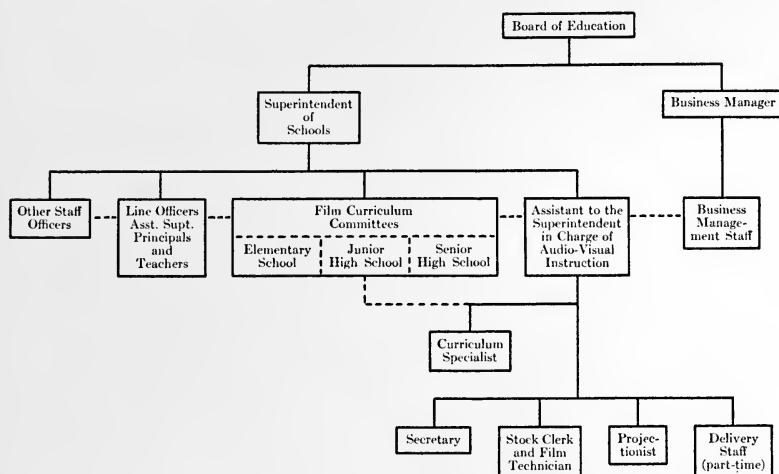 Board of Education
Superintendent
of
Schools
Business Manager
Other Staff
Officers
Line Officers
Asst. Supt.
Principals
and
Teachers
Film Curriculum
Committees
Elementary
School
Junior
High School
Senior
High School
Assistant to the
Superintendent
in Charge of
Audio-Visual
Instruction
Business
Manage-
ment Staff
Curriculum
Specialist
Secretary
Stock Clerk
and Film
Technician
Projec-
tionist
Delivery
Staff
(part-time)